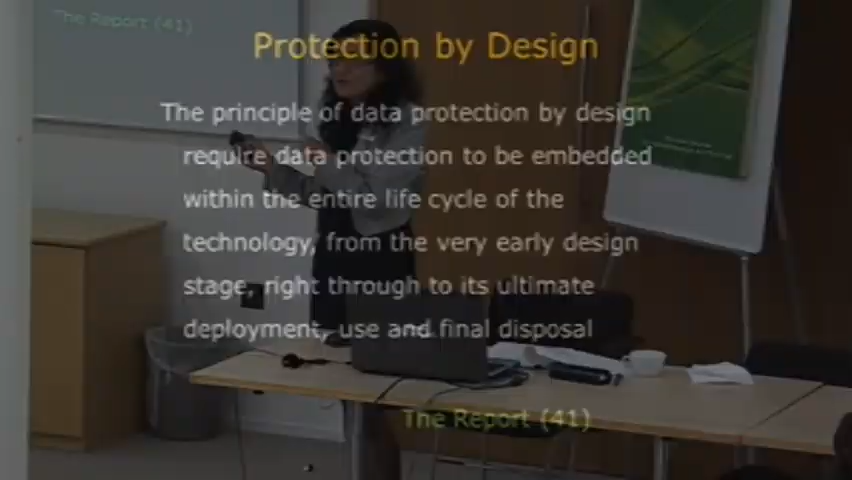 The Report (41)
Protection by Design
The principle of data protection by design
require data protection to be embedded
within the entire life cycle of the
technology, from the very early design
stage, right through to its ultimate
deployment, use and final disposal
The Report (41)